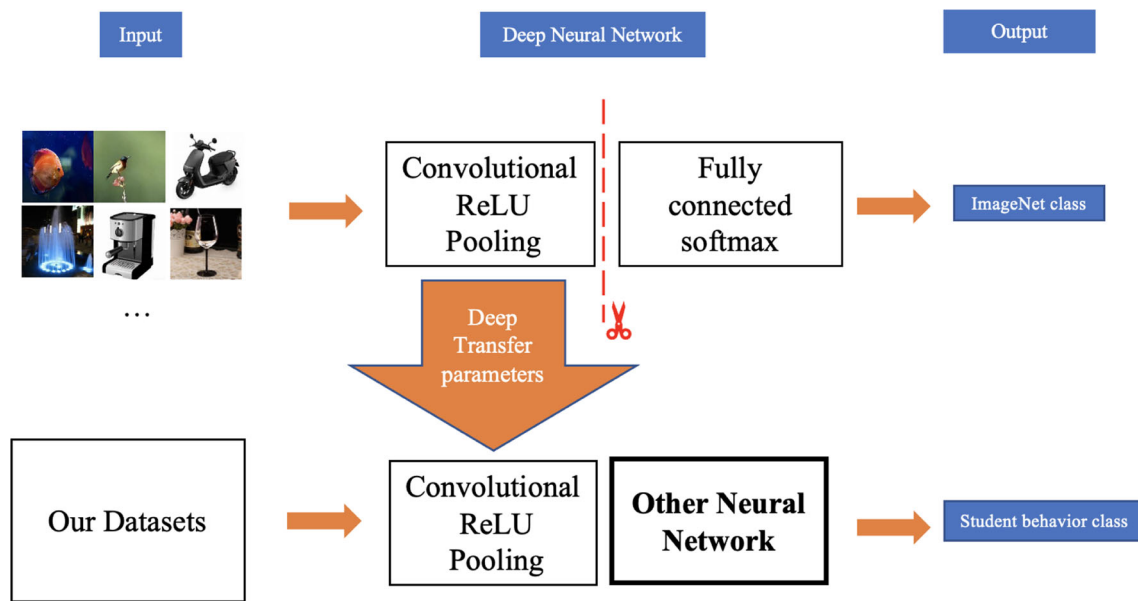 Input
Deep Neural Network
Output
Convolutional
ReLU
Pooling
Fully
connected
softmax
ImageNet class
...
Deep
Transfer
parameters
Our Datasets
Convolutional
ReLU
Pooling
Other Neural
Network
Student behavior class